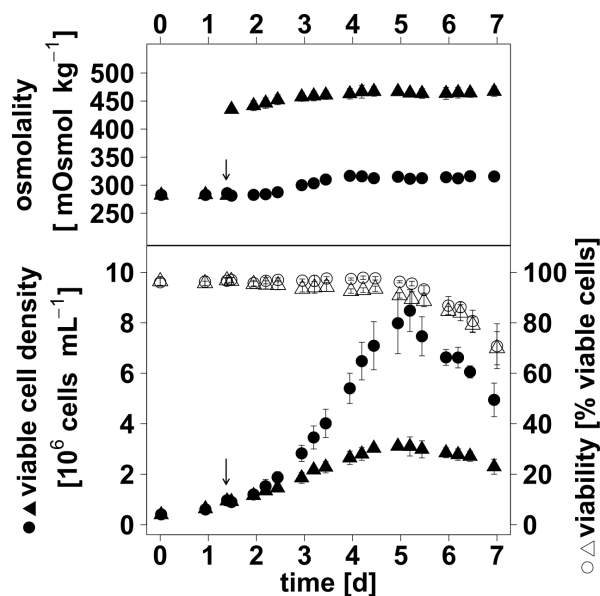 0 1 2 3 4 5 6 7
osmolality
[ mOsmol kg⁻¹ ]
500
450
400
350
300
250
●▲viable cell density
[10⁶ cells mL⁻¹]
10
8
6
4
2
0
100
80
60
40
20
0
○△viability [% viable cells]
0 1 2 3 4 5 6 7
time [d]